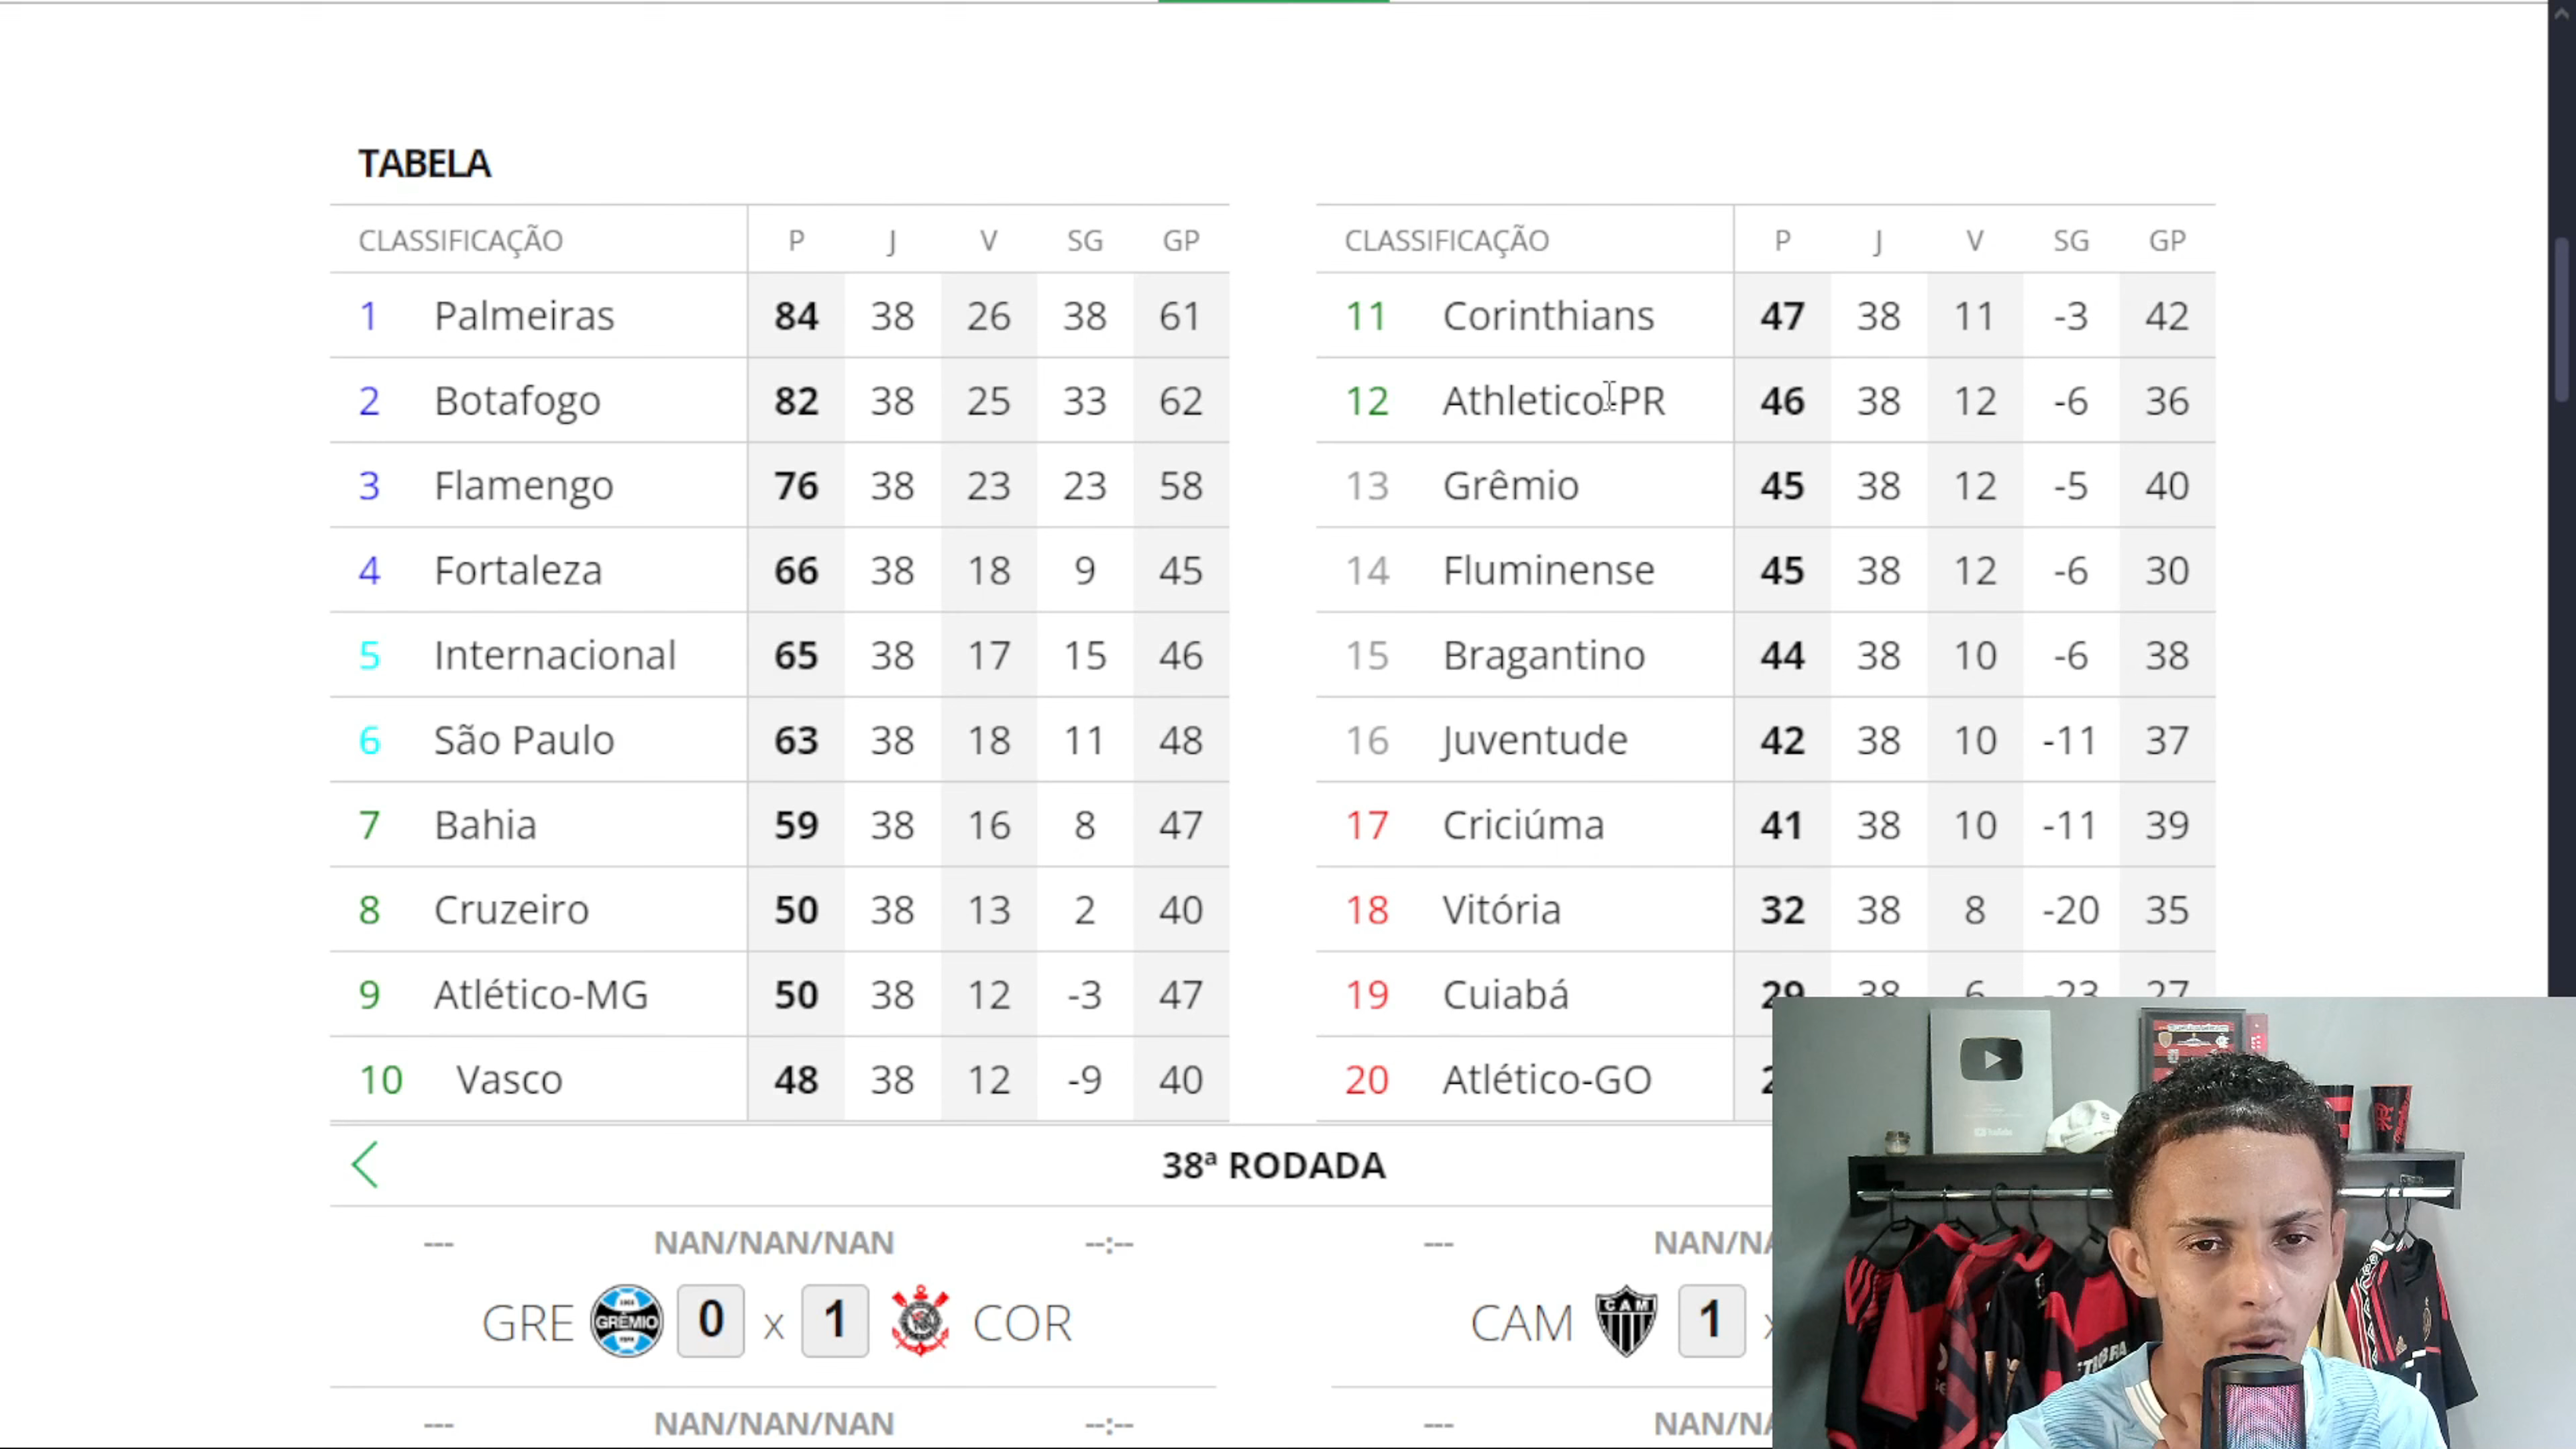 TABELA
CLASSIFICAÇÃO P J V SG GP
1 Palmeiras 84 38 26 38 61
2 Botafogo 82 38 25 33 62
3 Flamengo 76 38 23 23 58
4 Fortaleza 66 38 18 9 45
5 Internacional 65 38 17 15 46
6 São Paulo 63 38 18 11 48
7 Bahia 59 38 16 8 47
8 Cruzeiro 50 38 13 2 40
9 Atlético-MG 50 38 12 -3 47
10 Vasco 48 38 12 -9 40
CLASSIFICAÇÃO P J V SG GP
11 Corinthians 47 38 11 -3 42
12 Athletico-PR 46 38 12 -6 36
13 Grêmio 45 38 12 -5 40
14 Fluminense 45 38 12 -6 30
15 Bragantino 44 38 10 -6 38
16 Juventude 42 38 10 -11 37
17 Criciúma 41 38 10 -11 39
18 Vitória 32 38 8 -20 35
19 Cuiabá 29 38 6 -23 27
20 Atlético-GO
38ª RODADA
--- NAN/NAN/NAN --:--
GRE GRÊMIO 0 x 1 COR
--- NAN/NAN/NAN --:--
---
CAM CAM 1
---